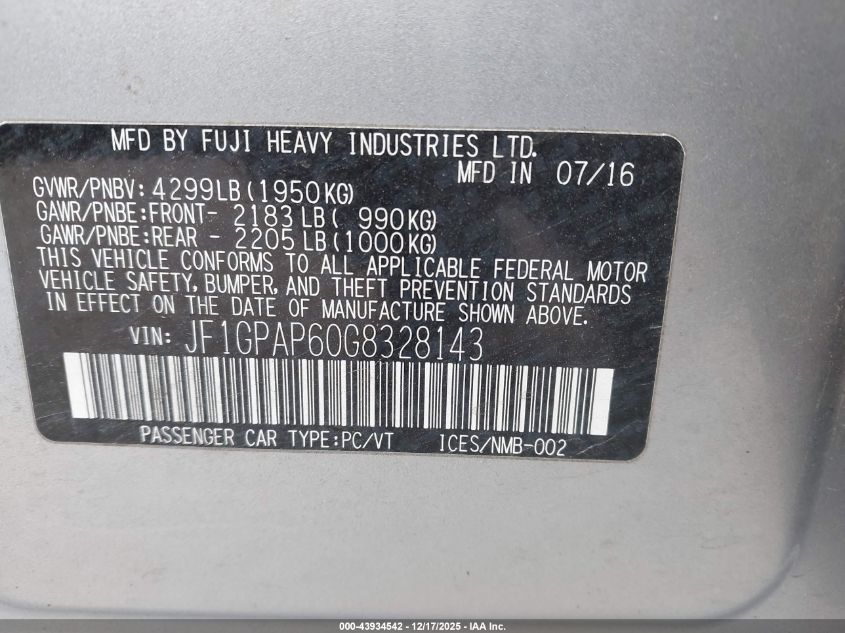 MFD BY FUJI HEAVY INDUSTRIES LTD.
MFD IN 07/16
GVWR/PNBV: 4299LB(1950KG)
GAWR/PNBE:FRONT- 2183LB( 990KG)
GAWR/PNBE:REAR - 2205LB(1000KG)
THIS VEHICLE CONFORMS TO ALL APPLICABLE FEDERAL MOTOR
VEHICLE SAFETY, BUMPER, AND THEFT PREVENTION STANDARDS
IN EFFECT ON THE DATE OF MANUFACTURE SHOWN ABOVE.
VIN: JF1GPAP60G8328143
PASSENGER CAR TYPE:PC/VT ICES/NMB-002
000-43934542 - 12/17/2025 - IAA Inc.